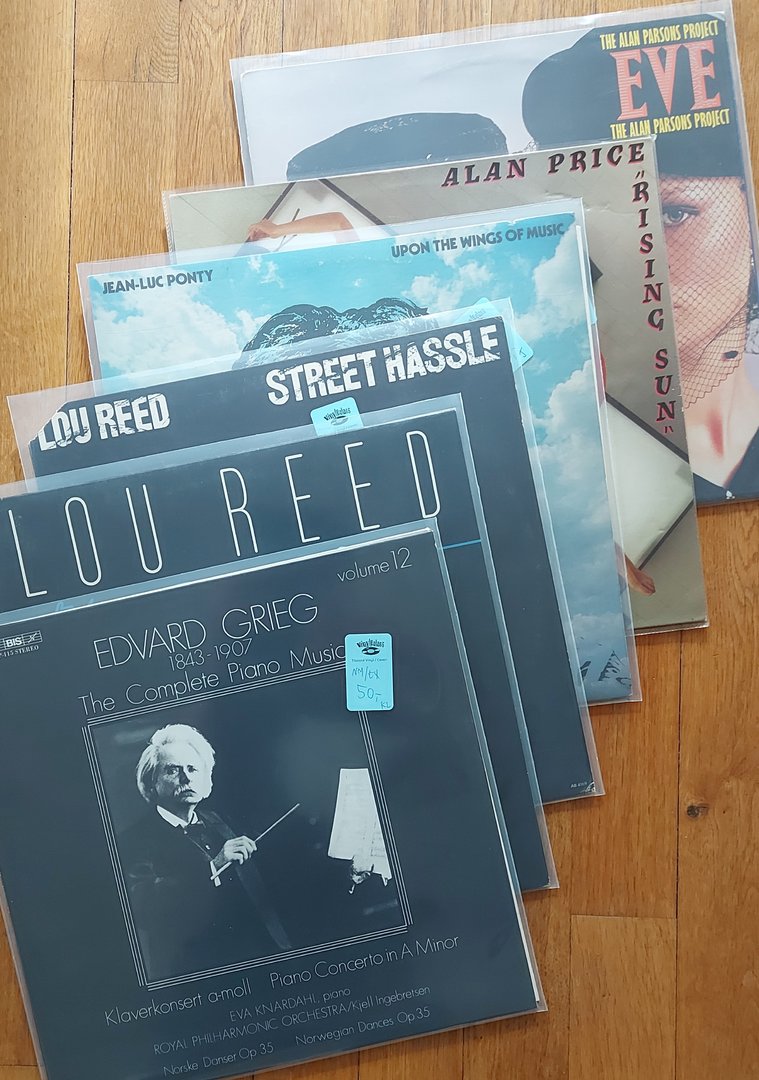 THE ALAN PARSONS PROJECT
EVE
THE ALAN PARSONS PROJECT
ALAN PRICE
"RISING SUN"
JEAN-LUC PONTY
UPON THE WINGS OF MUSIC
LOU REED
STREET HASSLE
LOU REED
volume 12
BIS
STEREO
EDVARD GRIEG
1843-1907
The Complete Piano Music
NM/EX
50,-
KL
Klaverkonsert a-moll Piano Concerto in A Minor
EVA KNARDAHL, piano
ROYAL PHILHARMONIC ORCHESTRA/Kjell Ingebretsen
Norske Danser Op.35 Norwegian Dances Op.35